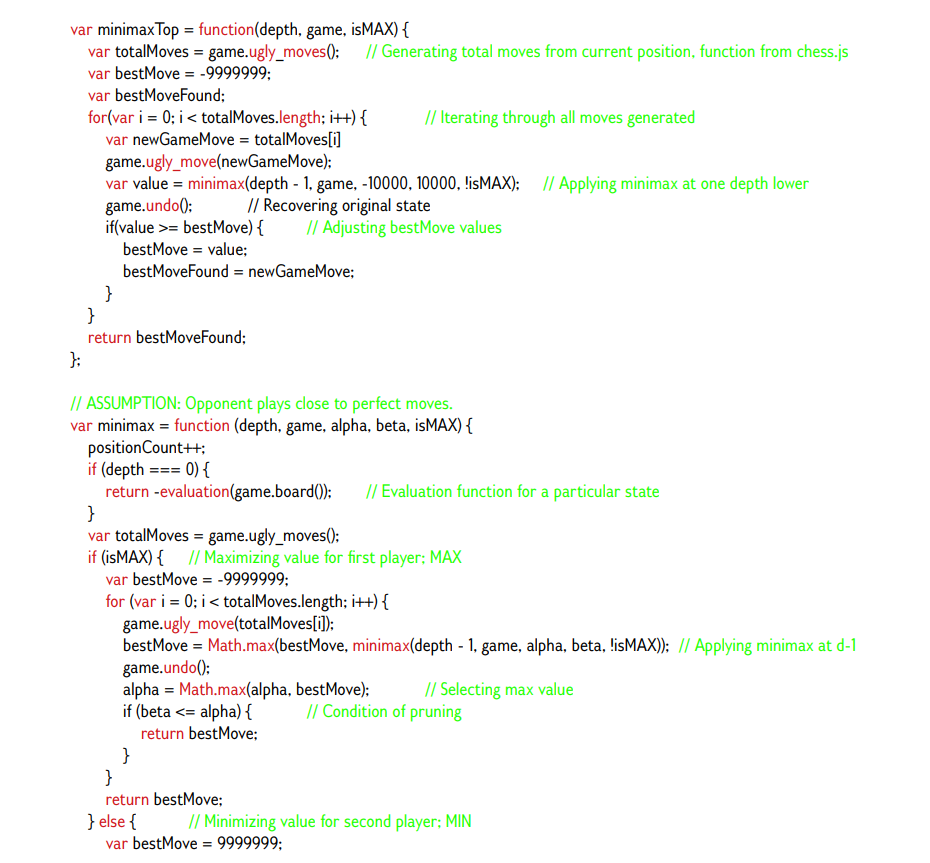 var minimaxTop = function(depth, game, isMAX) {
var totalMoves = game.ugly_moves(); // Generating total moves from current position, function from chess.js
var bestMove = -9999999;
var bestMoveFound;
for(var i = 0; i < totalMoves.length; i++) { // Iterating through all moves generated
var newGameMove = totalMoves[i]
game.ugly_move(newGameMove);
var value = minimax(depth - 1, game, -10000, 10000, !isMAX); // Applying minimax at one depth lower
game.undo(); // Recovering original state
if(value >= bestMove) { // Adjusting bestMove values
bestMove = value;
bestMoveFound = newGameMove;
}
}
return bestMoveFound;
};
// ASSUMPTION: Opponent plays close to perfect moves.
var minimax = function (depth, game, alpha, beta, isMAX) {
positionCount++;
if (depth === 0) {
return -evaluation(game.board()); // Evaluation function for a particular state
}
var totalMoves = game.ugly_moves();
if (isMAX) { // Maximizing value for first player; MAX
var bestMove = -9999999;
for (var i = 0; i < totalMoves.length; i++) {
game.ugly_move(totalMoves[i]);
bestMove = Math.max(bestMove, minimax(depth - 1, game, alpha, beta, !isMAX)); // Applying minimax at d-1
game.undo();
alpha = Math.max(alpha, bestMove); // Selecting max value
if (beta <= alpha) { // Condition of pruning
return bestMove;
}
}
return bestMove;
} else { // Minimizing value for second player; MIN
var bestMove = 9999999;